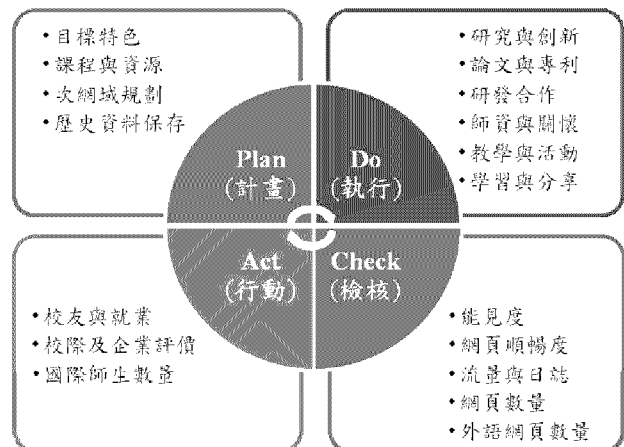 • 目標特色
• 課程與資源
• 次網域規劃
• 歷史資料保存
• 研究與創新
• 論文與專利
• 研發合作
• 師資與關懷
• 教學與活動
• 學習與分享
Plan
(計畫)
Do
(執行)
Act
(行動)
Check
(檢核)
• 校友與就業
• 校際及企業評價
• 國際師生數量
• 能見度
• 網頁順暢度
• 流量與日誌
• 網頁數量
• 外語網頁數量